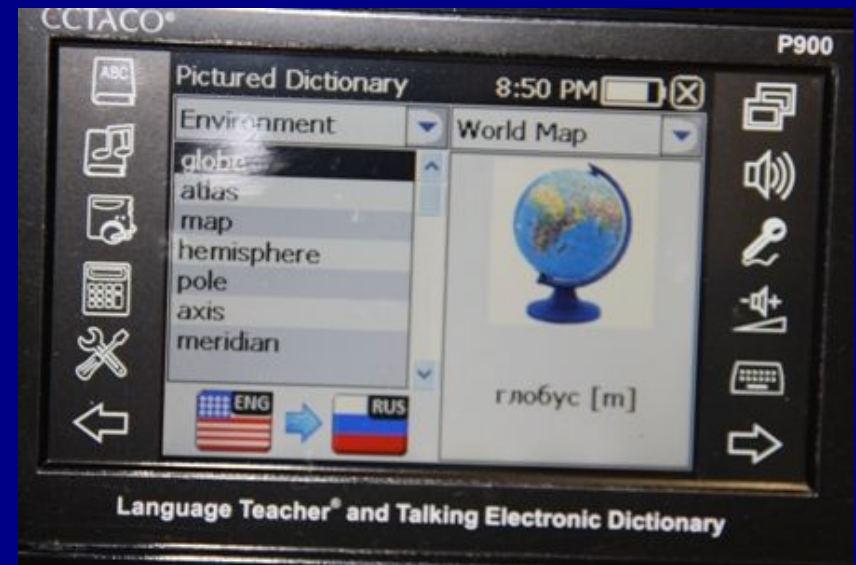 CCTACO®
P900
ABC
Pictured Dictionary 8:50 PM
Environment
World Map
globe
atlas
map
hemisphere
pole
axis
meridian
глобус [m]
ENG
RUS
Language Teacher® and Talking Electronic Dictionary